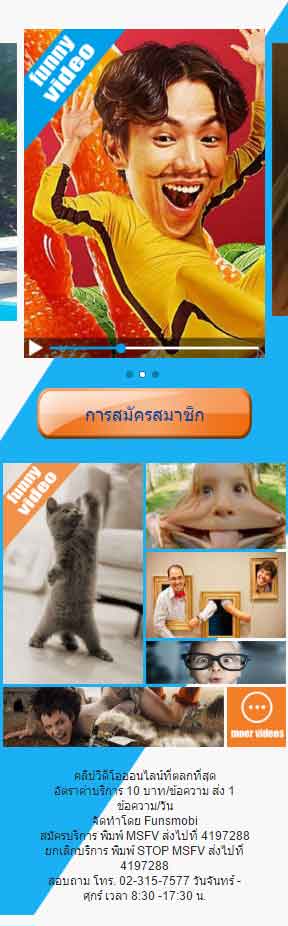 funny
video
การสมัครสมาชิก
funny
video
moer videos
คลิปวิดีโอออนไลน์ที่ตลกที่สุด
อัตราค่าบริการ 10 บาท/ข้อความ ส่ง 1
ข้อความ/วัน
จัดทำโดย Funsmobi
สมัครบริการ พิมพ์ MSFV ส่งไปที่ 4197288
ยกเลิกบริการ พิมพ์ STOP MSFV ส่งไปที่
4197288
สอบถาม โทร. 02-315-7577 วันจันทร์ -
ศุกร์ เวลา 8:30 -17:30 น.